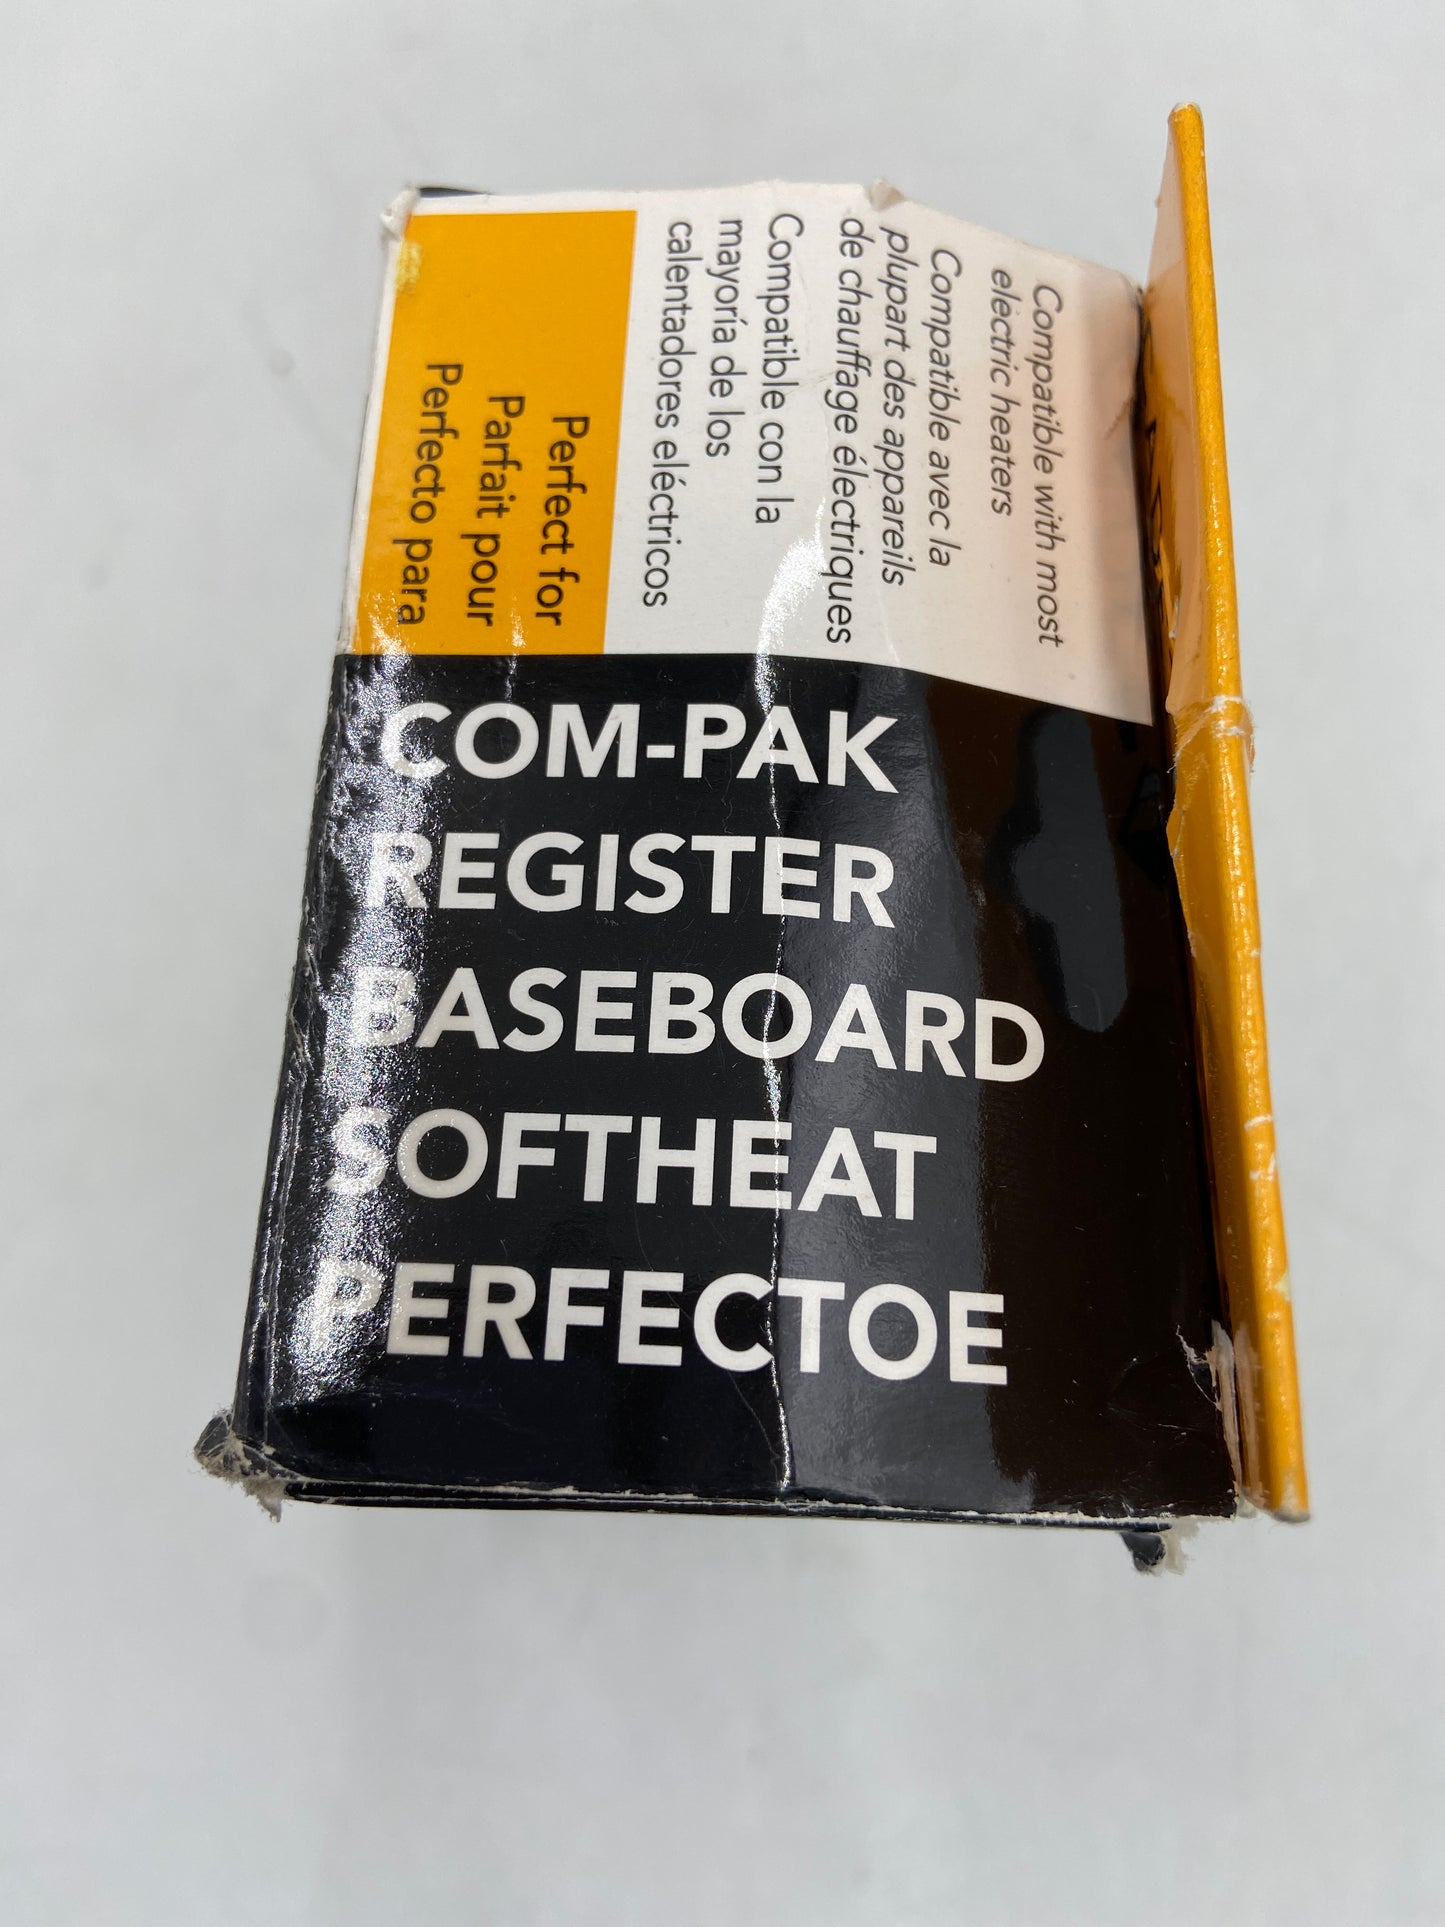 Compatible with most
electric heaters
Compatible avec la
plupart des appareils
de chauffage électriques
Compatible con la
mayoría de los
calentadores eléctricos
Perfect for
Parfait pour
Perfecto para
COM-PAK
REGISTER
BASEBOARD
SOFTHEAT
PERFECTOE